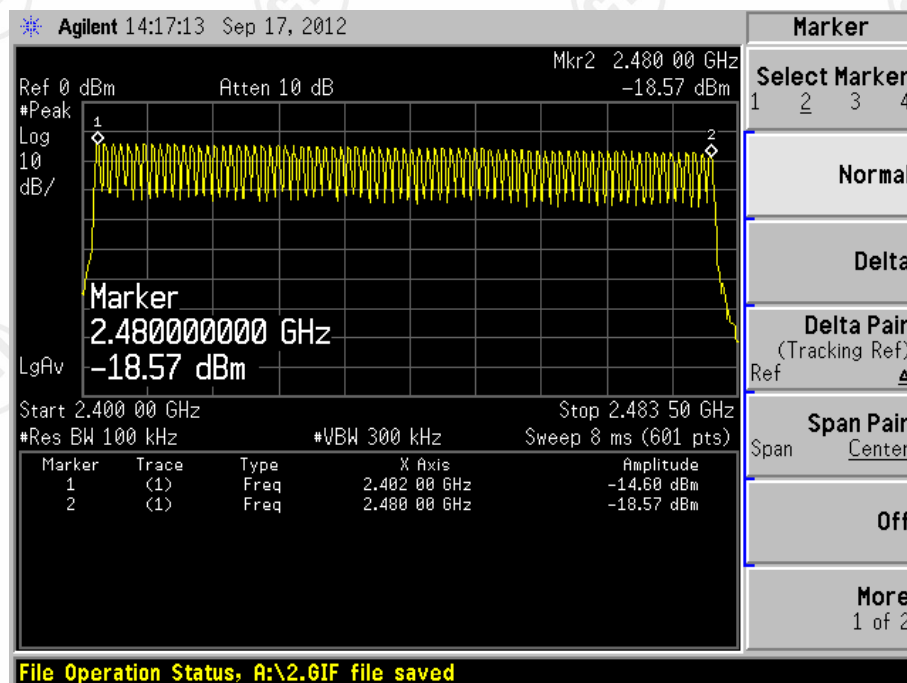 Agilent 14:17:13 Sep 17, 2012
Mkr2 2.480 00 GHz
Ref 0 dBm Atten 10 dB -18.57 dBm
#Peak
Log
10
dB/
1
2
Marker
2.480000000 GHz
LgAv
-18.57 dBm
Start 2.400 00 GHz Stop 2.483 50 GHz
#Res BW 100 kHz #VBW 300 kHz Sweep 8 ms (601 pts)
Marker Trace Type X Axis Amplitude
1 (1) Freq 2.402 00 GHz -14.60 dBm
2 (1) Freq 2.480 00 GHz -18.57 dBm
File Operation Status, A:\2.GIF file saved
Marker
Select Marker
1 2 3 4
Normal
Delta
Delta Pair
(Tracking Ref)
Ref Δ
Span Pair
Span Center
Off
More
1 of 2